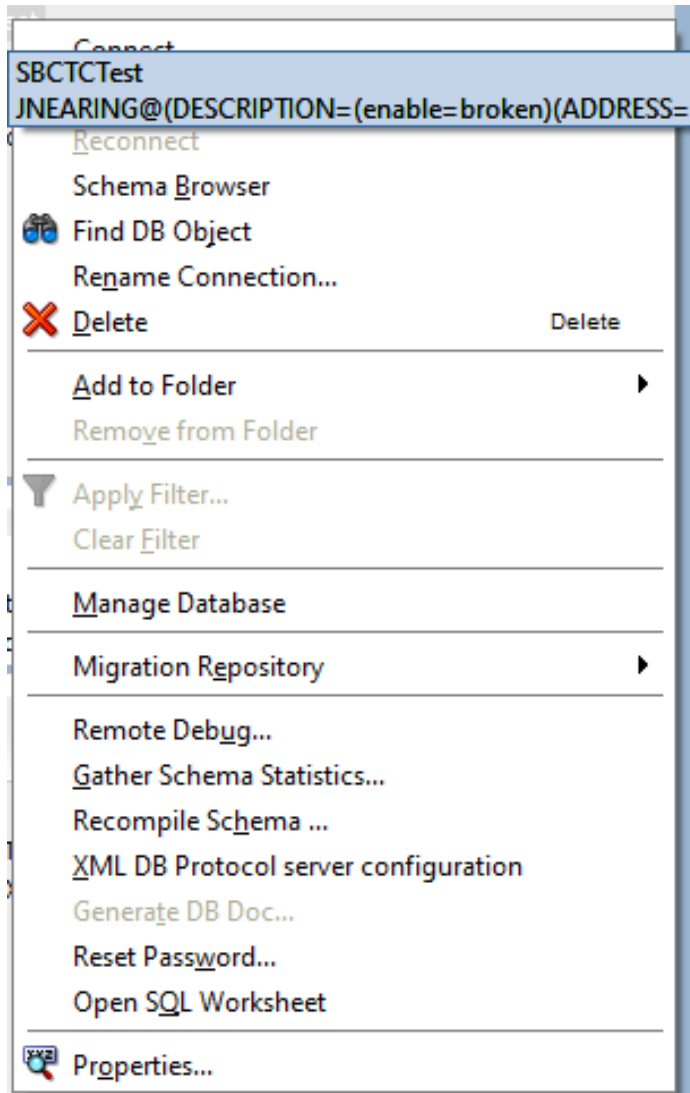 Connect
SBCTCTest
JNEARING@(DESCRIPTION=(enable=broken)(ADDRESS=
Reconnect
Schema Browser
Find DB Object
Rename Connection...
Delete Delete
Add to Folder
Remove from Folder
Apply Filter...
Clear Filter
Manage Database
Migration Repository
Remote Debug...
Gather Schema Statistics...
Recompile Schema ...
XML DB Protocol server configuration
Generate DB Doc...
Reset Password...
Open SQL Worksheet
Properties...